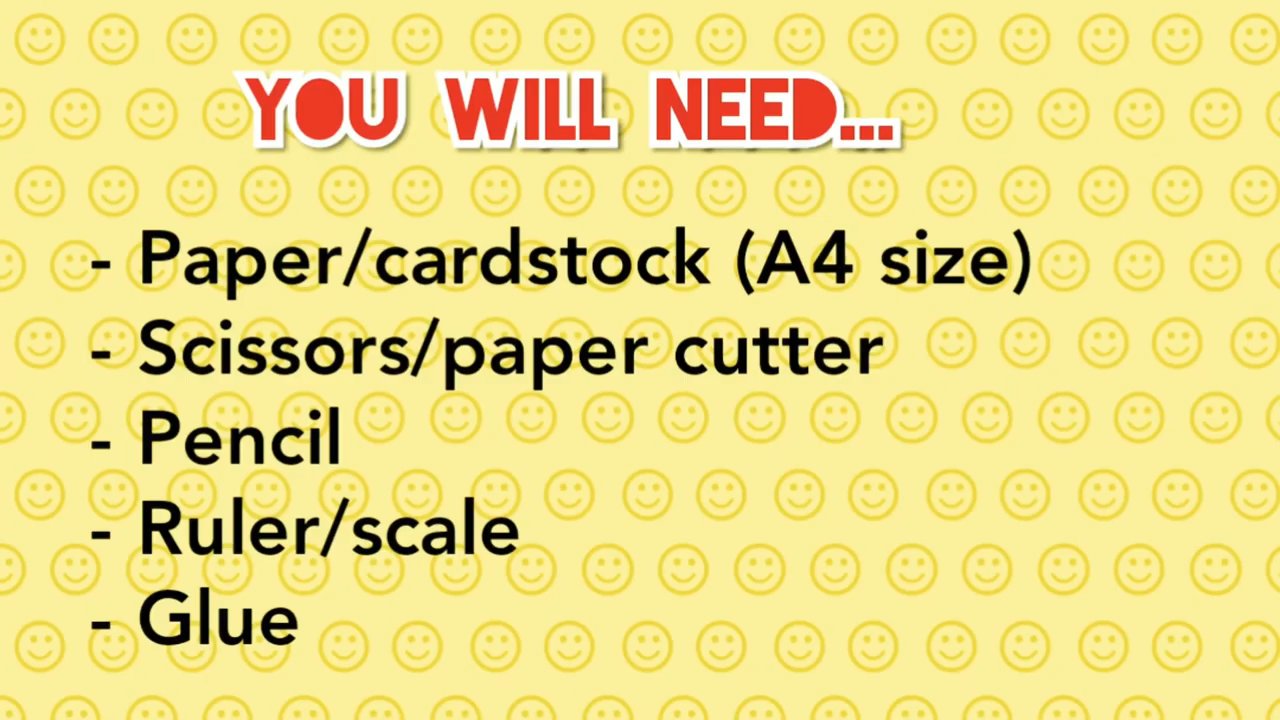 YOU WILL NEED...
- Paper/cardstock (A4 size)
- Scissors/paper cutter
- Pencil
- Ruler/scale
- Glue